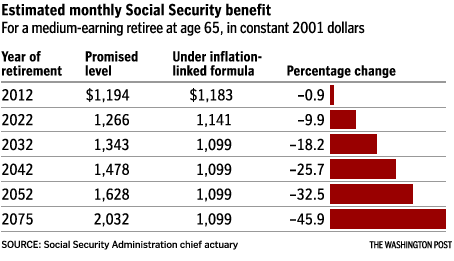 Estimated monthly Social Security benefit
For a medium-earning retiree at age 65, in constant 2001 dollars
Year of retirement Promised level Under inflation-linked formula Percentage change
2012 $1,194 $1,183 –0.9
2022 1,266 1,141 –9.9
2032 1,343 1,099 –18.2
2042 1,478 1,099 –25.7
2052 1,628 1,099 –32.5
2075 2,032 1,099 –45.9
SOURCE: Social Security Administration chief actuary THE WASHINGTON POST